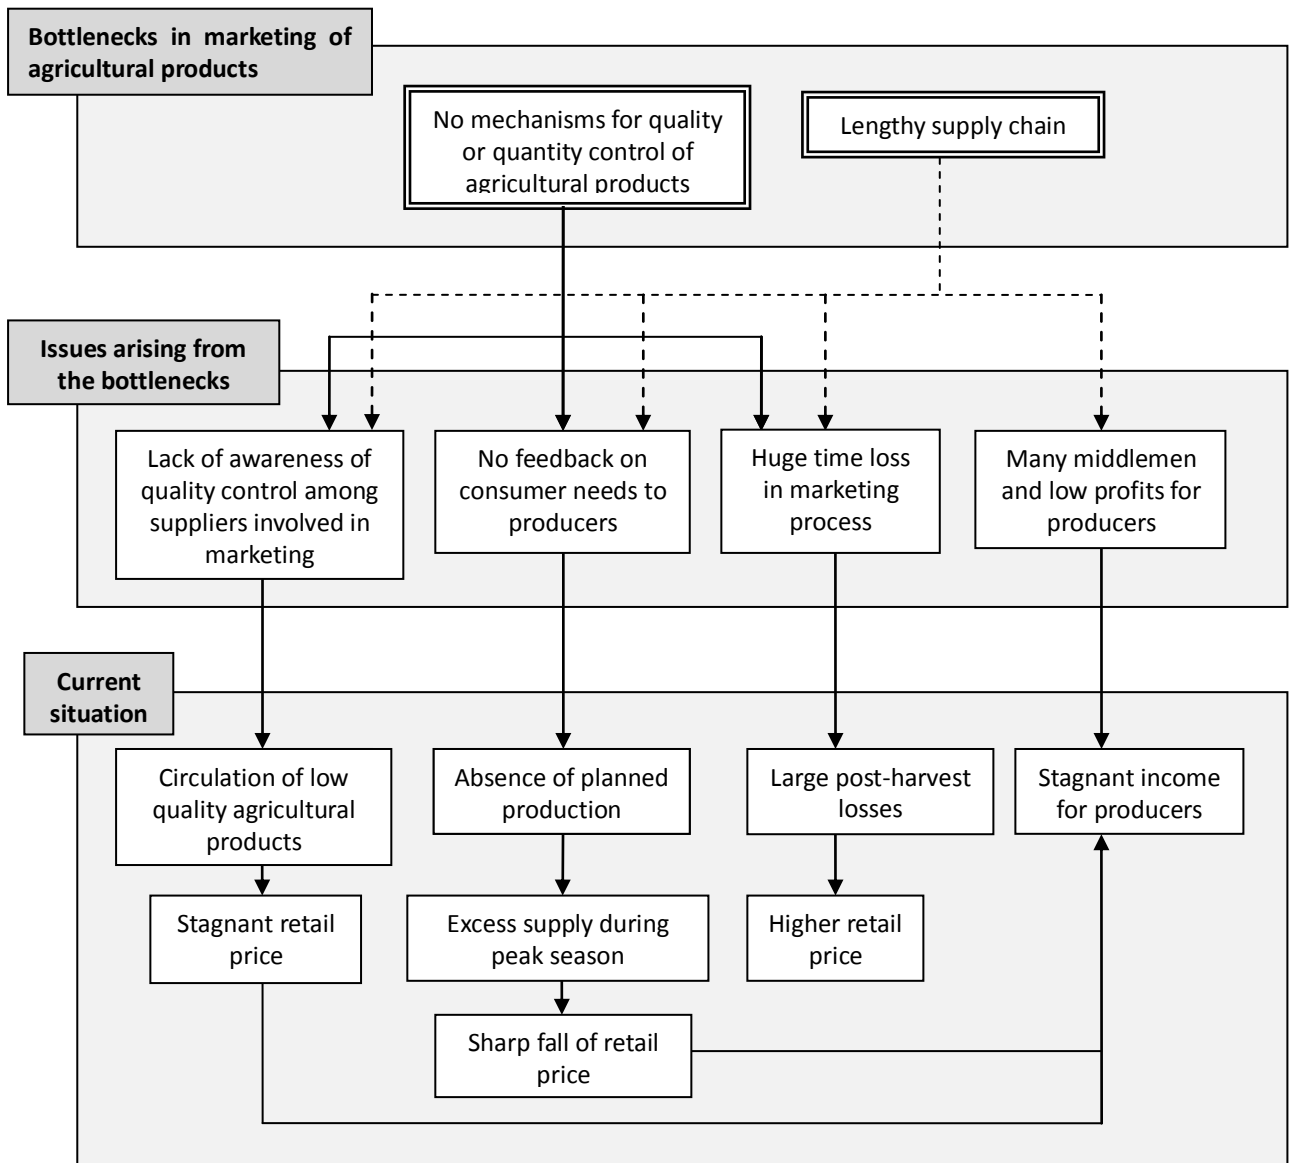 Bottlenecks in marketing of
agricultural products
No mechanisms for quality
or quantity control of
agricultural products
Lengthy supply chain
Issues arising from
the bottlenecks
Lack of awareness of
quality control among
suppliers involved in
marketing
No feedback on
consumer needs to
producers
Huge time loss
in marketing
process
Many middlemen
and low profits for
producers
Current
situation
Circulation of low
quality agricultural
products
Absence of planned
production
Large post-harvest
losses
Stagnant income
for producers
Stagnant retail
price
Excess supply during
peak season
Higher retail
price
Sharp fall of retail
price